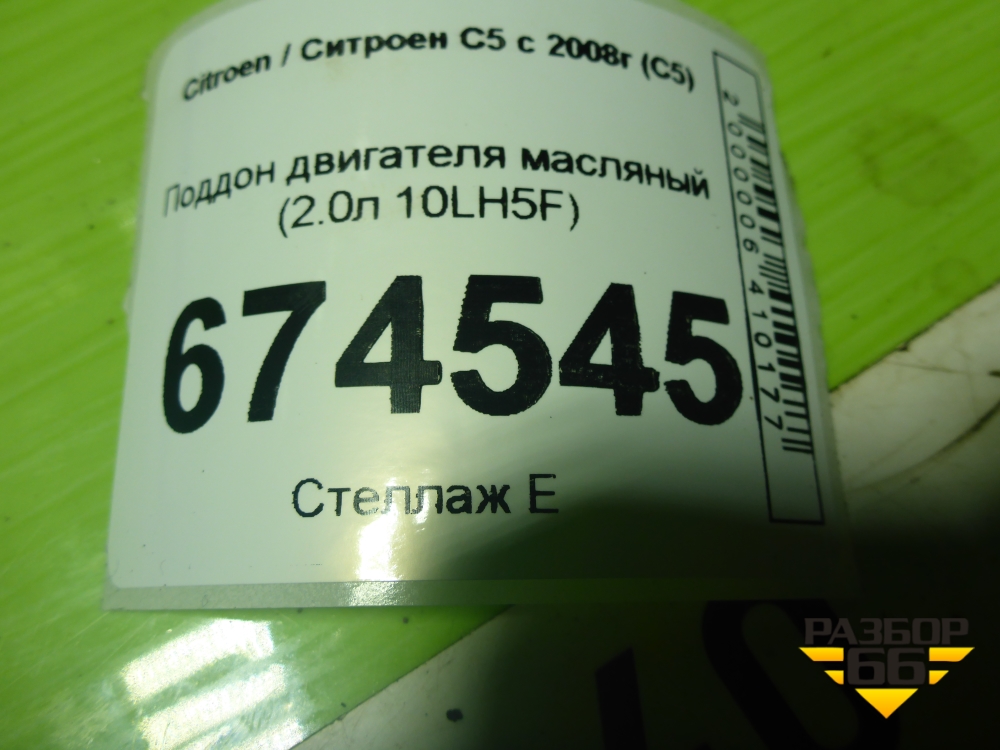 Citroen / Ситроен C5 с 2008г (C5)
Поддон двигателя масляный
(2.0л 10LH5F)
674545
Стеллаж Е
2000006410177
РАЗБОР
66